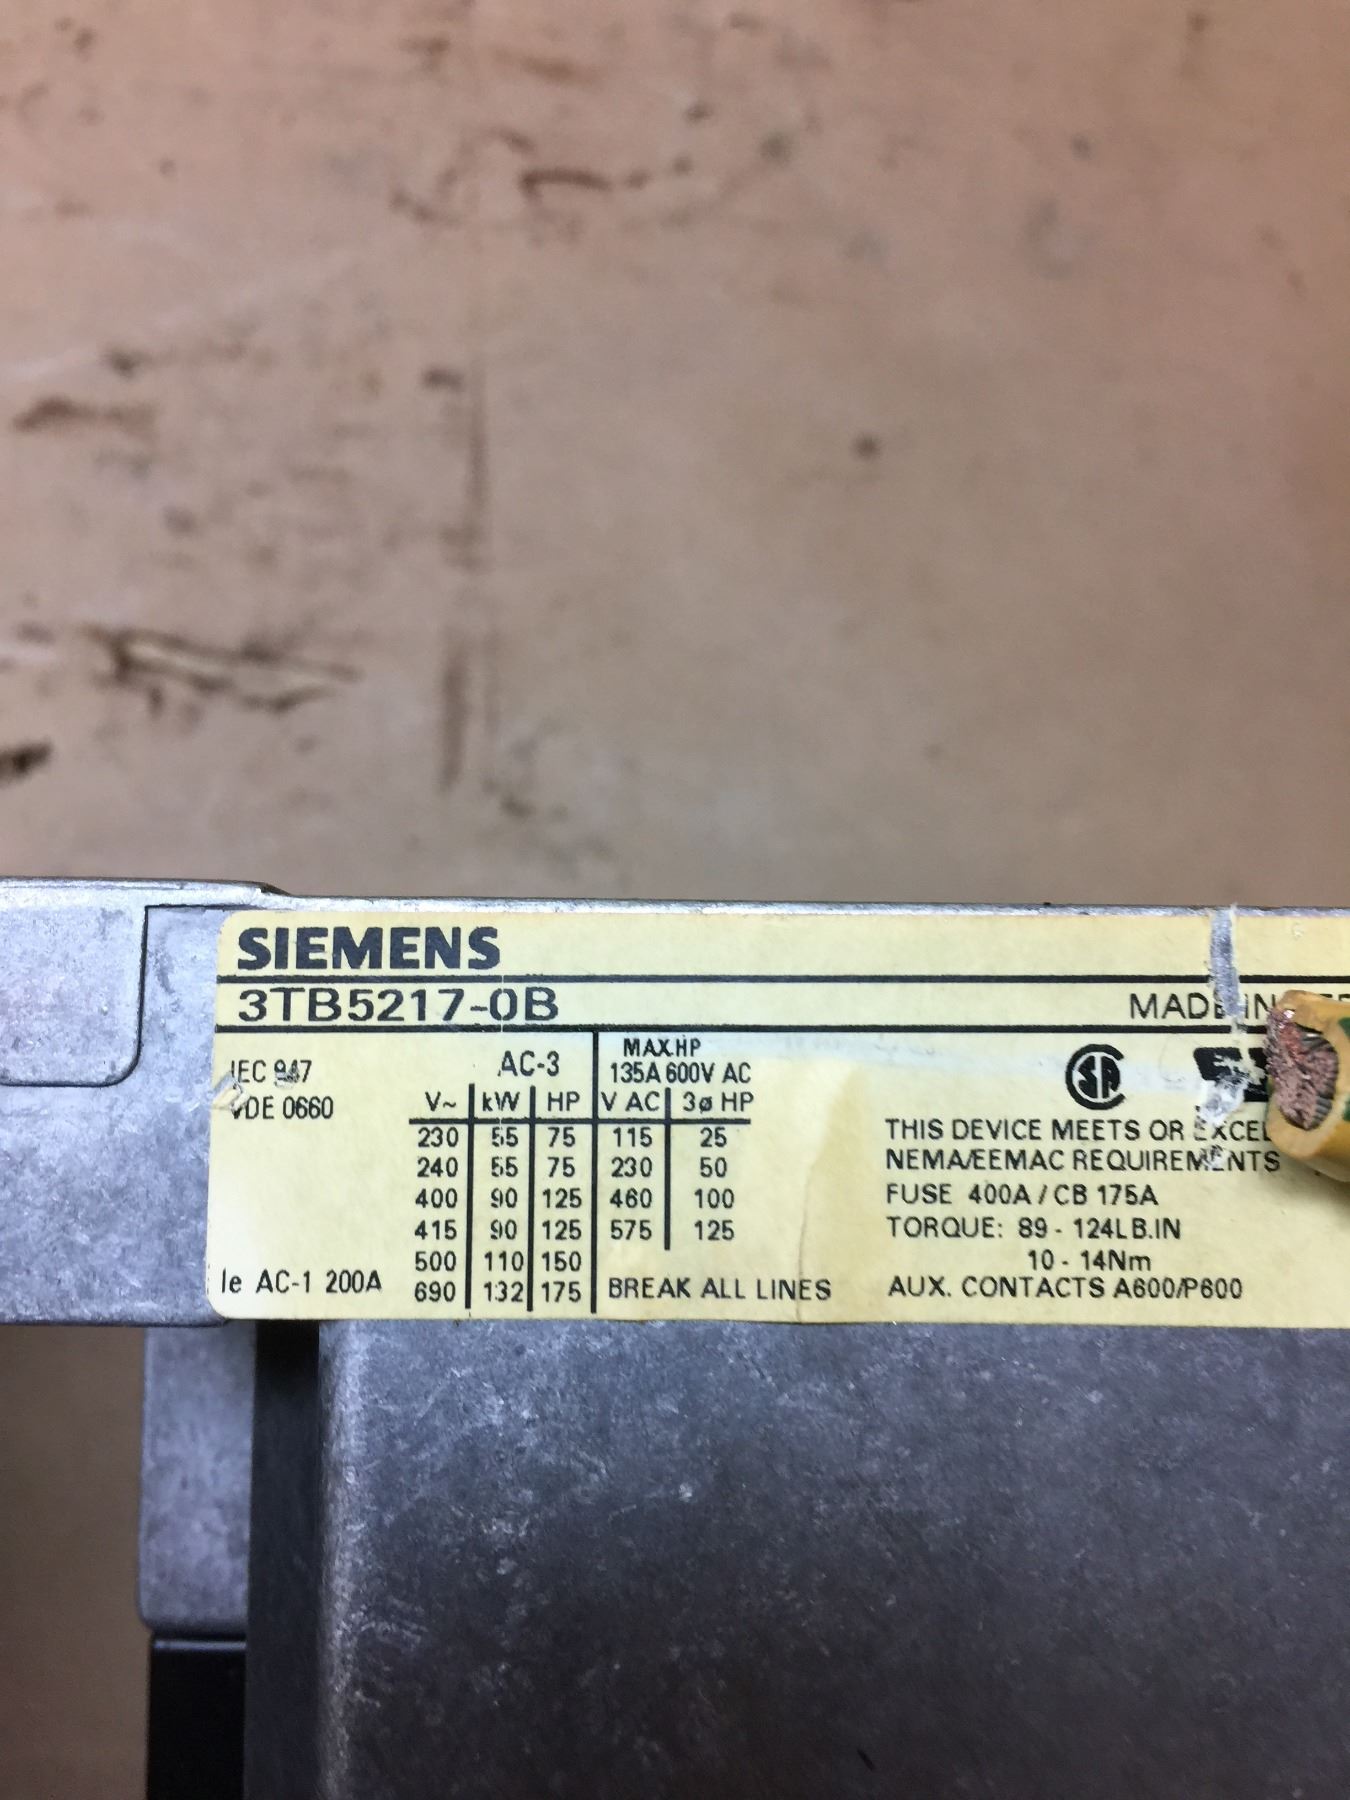 SIEMENS
3TB5217-0B
IEC 947
VDE 0660
AC-3
MAX.HP
135A 600V AC
V~ kW HP V AC 3ø HP
230 55 75 115 25
240 55 75 230 50
400 90 125 460 100
415 90 125 575 125
500 110 150
690 132 175
BREAK ALL LINES
Ie AC-1 200A
MADE IN
SA
THIS DEVICE MEETS OR
NEMA/EEMAC REQUIREMENTS
FUSE 400A / CB 175A
TORQUE: 89 - 124LB.IN
10 - 14Nm
AUX. CONTACTS A600/P600